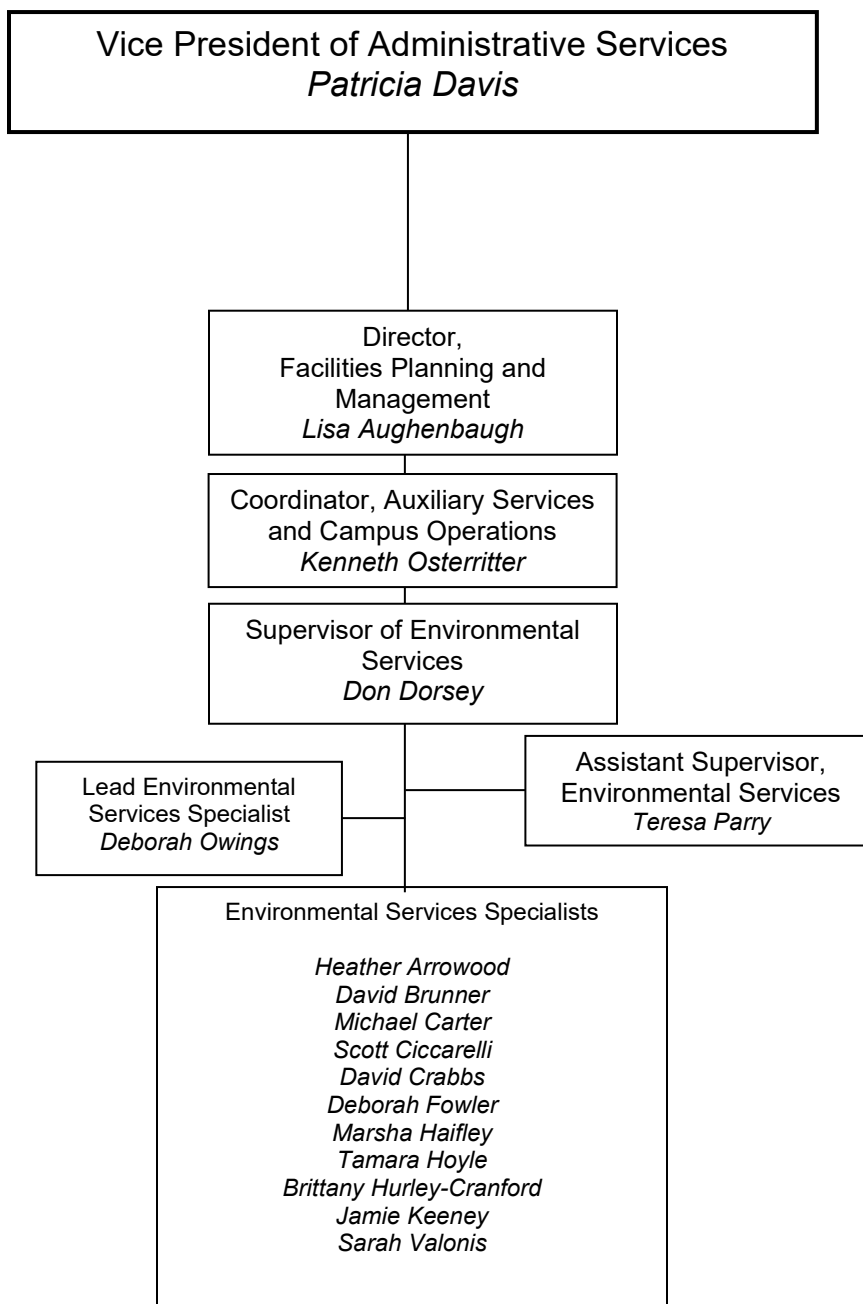 Vice President of Administrative Services
Patricia Davis
Director,
Facilities Planning and
Management
Lisa Aughenbaugh
Coordinator, Auxiliary Services
and Campus Operations
Kenneth Osterritter
Supervisor of Environmental
Services
Don Dorsey
Lead Environmental
Services Specialist
Deborah Owings
Assistant Supervisor,
Environmental Services
Teresa Parry
Environmental Services Specialists
Heather Arrowood
David Brunner
Michael Carter
Scott Ciccarelli
David Crabbs
Deborah Fowler
Marsha Haifley
Tamara Hoyle
Brittany Hurley-Cranford
Jamie Keeney
Sarah Valonis